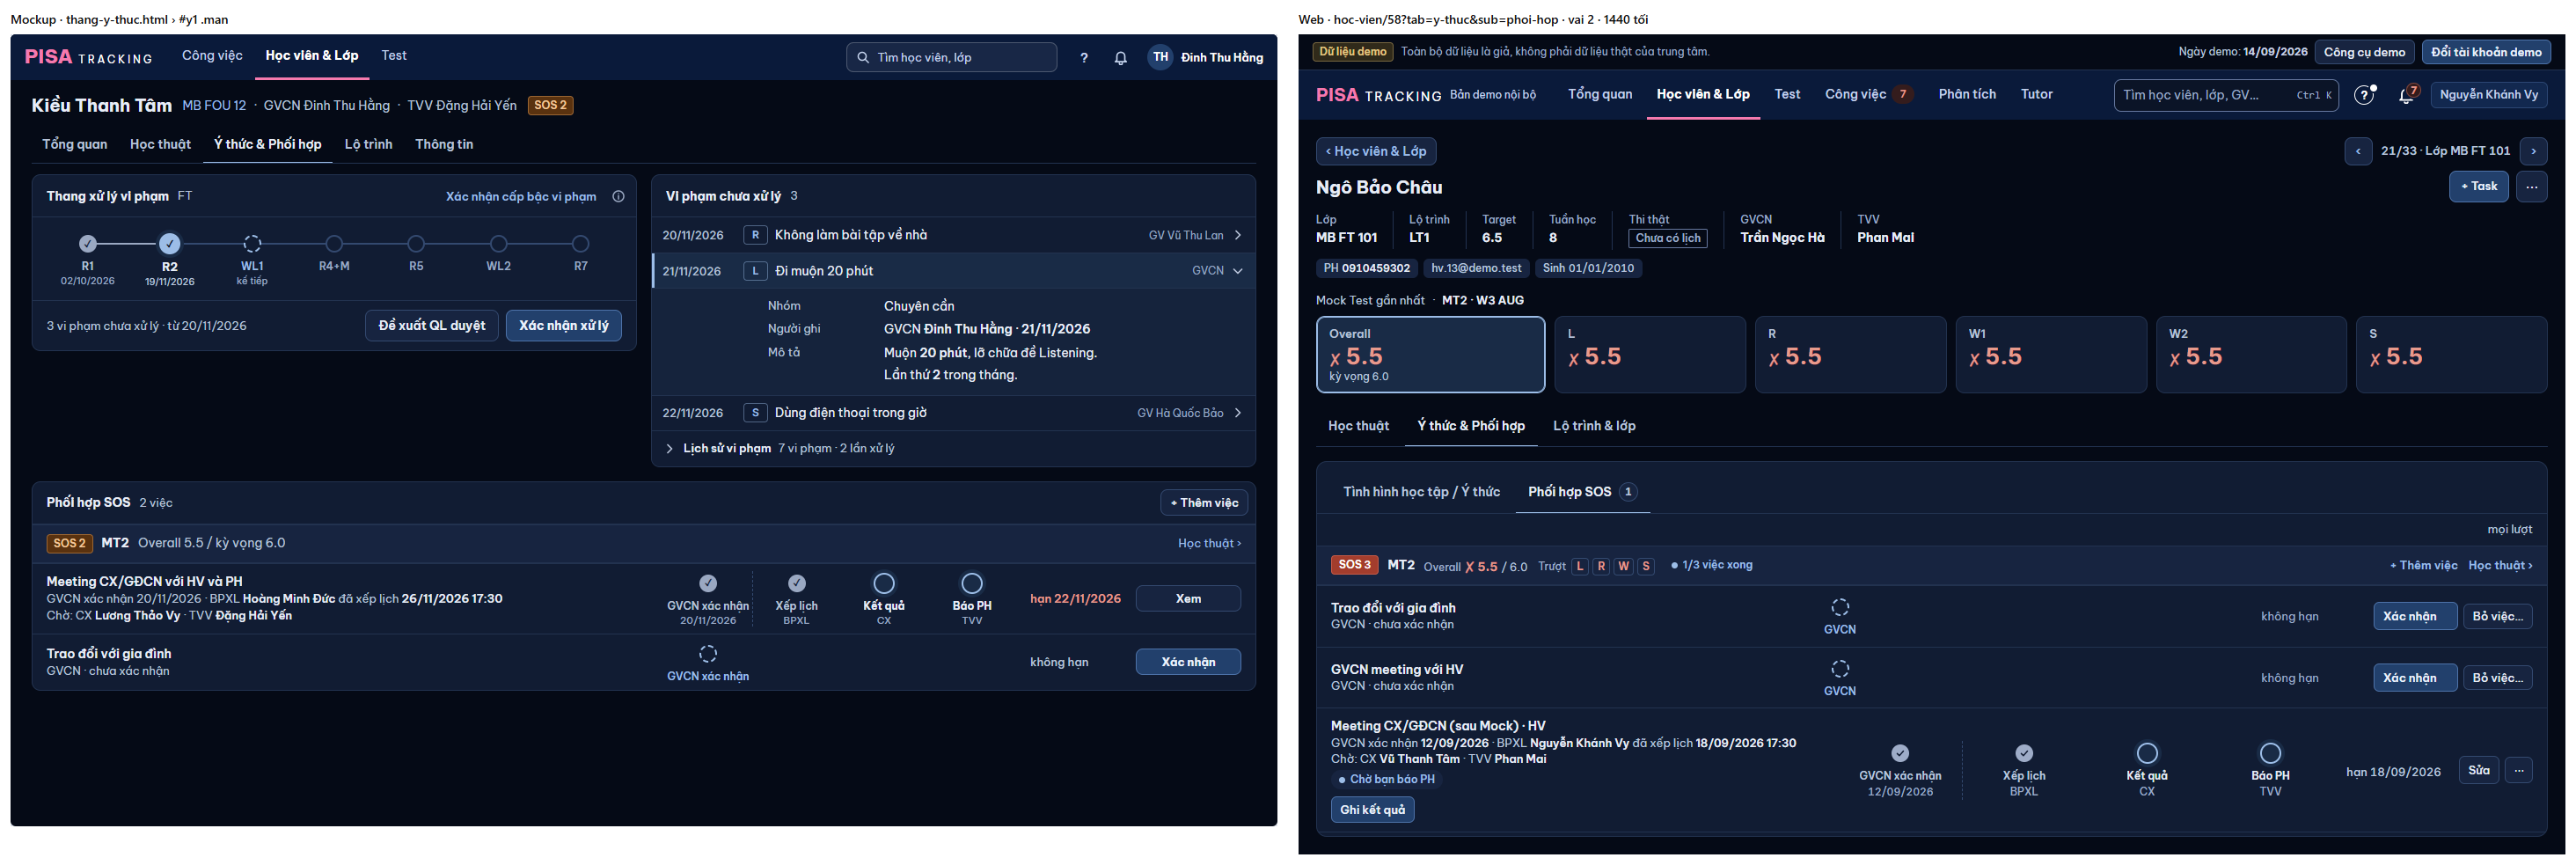 Mockup · thang-y-thuc.html › #y1 .man
PISA TRACKING Công việc Học viên & Lớp Test Tìm học viên, lớp ? TH Đinh Thu Hằng
Kiều Thanh Tâm MB FOU 12 · GVCN Đinh Thu Hằng · TVV Đặng Hải Yến SOS 2
Tổng quan Học thuật Ý thức & Phối hợp Lộ trình Thông tin
Thang xử lý vi phạm FT Xác nhận cấp bậc vi phạm
R1 R2 WL1 R4+M R5 WL2 R7
02/10/2026 19/11/2026 kế tiếp
3 vi phạm chưa xử lý · từ 20/11/2026 Đề xuất QL duyệt Xác nhận xử lý
Vi phạm chưa xử lý 3
20/11/2026 R Không làm bài tập về nhà GV Vũ Thu Lan
21/11/2026 L Đi muộn 20 phút GVCN
Nhóm Chuyên cần
Người ghi GVCN Đinh Thu Hằng · 21/11/2026
Mô tả Muộn 20 phút, lỡ chữa đề Listening.
Lần thứ 2 trong tháng.
22/11/2026 S Dùng điện thoại trong giờ GV Hà Quốc Bảo
Lịch sử vi phạm 7 vi phạm · 2 lần xử lý
Phối hợp SOS 2 việc + Thêm việc
SOS 2 MT2 Overall 5.5 / kỳ vọng 6.0 Học thuật ›
Meeting CX/GĐCN với HV và PH
GVCN xác nhận 20/11/2026 · BPXL Hoàng Minh Đức đã xếp lịch 26/11/2026 17:30
Chờ: CX Lương Thảo Vy · TVV Đặng Hải Yến
GVCN xác nhận Xếp lịch Kết quả Báo PH
20/11/2026 BPXL CX TVV
hạn 22/11/2026 Xem
Trao đổi với gia đình
GVCN · chưa xác nhận
GVCN xác nhận
không hạn Xác nhận
Web · hoc-vien/58?tab=y-thuc&sub=phoi-hop · vai 2 · 1440 tối
Dữ liệu demo Toàn bộ dữ liệu là giả, không phải dữ liệu thật của trung tâm. Ngày demo: 14/09/2026 Công cụ demo Đổi tài khoản demo
PISA TRACKING Bản demo nội bộ Tổng quan Học viên & Lớp Test Công việc 7 Phân tích Tutor Tìm học viên, lớp, GV... Ctrl K ? 7 Nguyễn Khánh Vy
‹ Học viên & Lớp ‹ 21/33 · Lớp MB FT 101 ›
Ngô Bảo Châu + Task ...
Lớp Lộ trình Target Tuần học Thi thật GVCN TVV
MB FT 101 LT1 6.5 8 Chưa có lịch Trần Ngọc Hà Phan Mai
PH 0910459302 hv.13@demo.test Sinh 01/01/2010
Mock Test gần nhất · MT2 · W3 AUG
Overall L R W1 W2 S
✗ 5.5 ✗ 5.5 ✗ 5.5 ✗ 5.5 ✗ 5.5 ✗ 5.5
kỳ vọng 6.0
Học thuật Ý thức & Phối hợp Lộ trình & lớp
Tình hình học tập / Ý thức Phối hợp SOS 1
mọi lượt
SOS 3 MT2 Overall ✗ 5.5 / 6.0 Trượt L R W S • 1/3 việc xong + Thêm việc Học thuật ›
Trao đổi với gia đình
GVCN · chưa xác nhận
GVCN
không hạn Xác nhận Bỏ việc...
GVCN meeting với HV
GVCN · chưa xác nhận
GVCN
không hạn Xác nhận Bỏ việc...
Meeting CX/GĐCN (sau Mock) · HV
GVCN xác nhận 12/09/2026 · BPXL Nguyễn Khánh Vy đã xếp lịch 18/09/2026 17:30
Chờ: CX Vũ Thanh Tâm · TVV Phan Mai
• Chờ bạn báo PH
Ghi kết quả
GVCN xác nhận Xếp lịch Kết quả Báo PH
12/09/2026 BPXL CX TVV
hạn 18/09/2026 Sửa ...